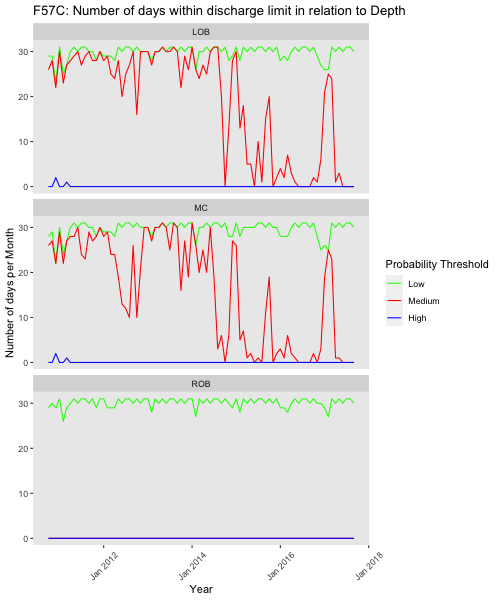 F57C: Number of days within discharge limit in relation to Depth
LOB
30
20
10
0
MC
30
20
10
0
ROB
30
20
10
0
Number of days per Month
Jan 2012
Jan 2014
Jan 2016
Jan 2018
Year
Probability Threshold
Low
Medium
High